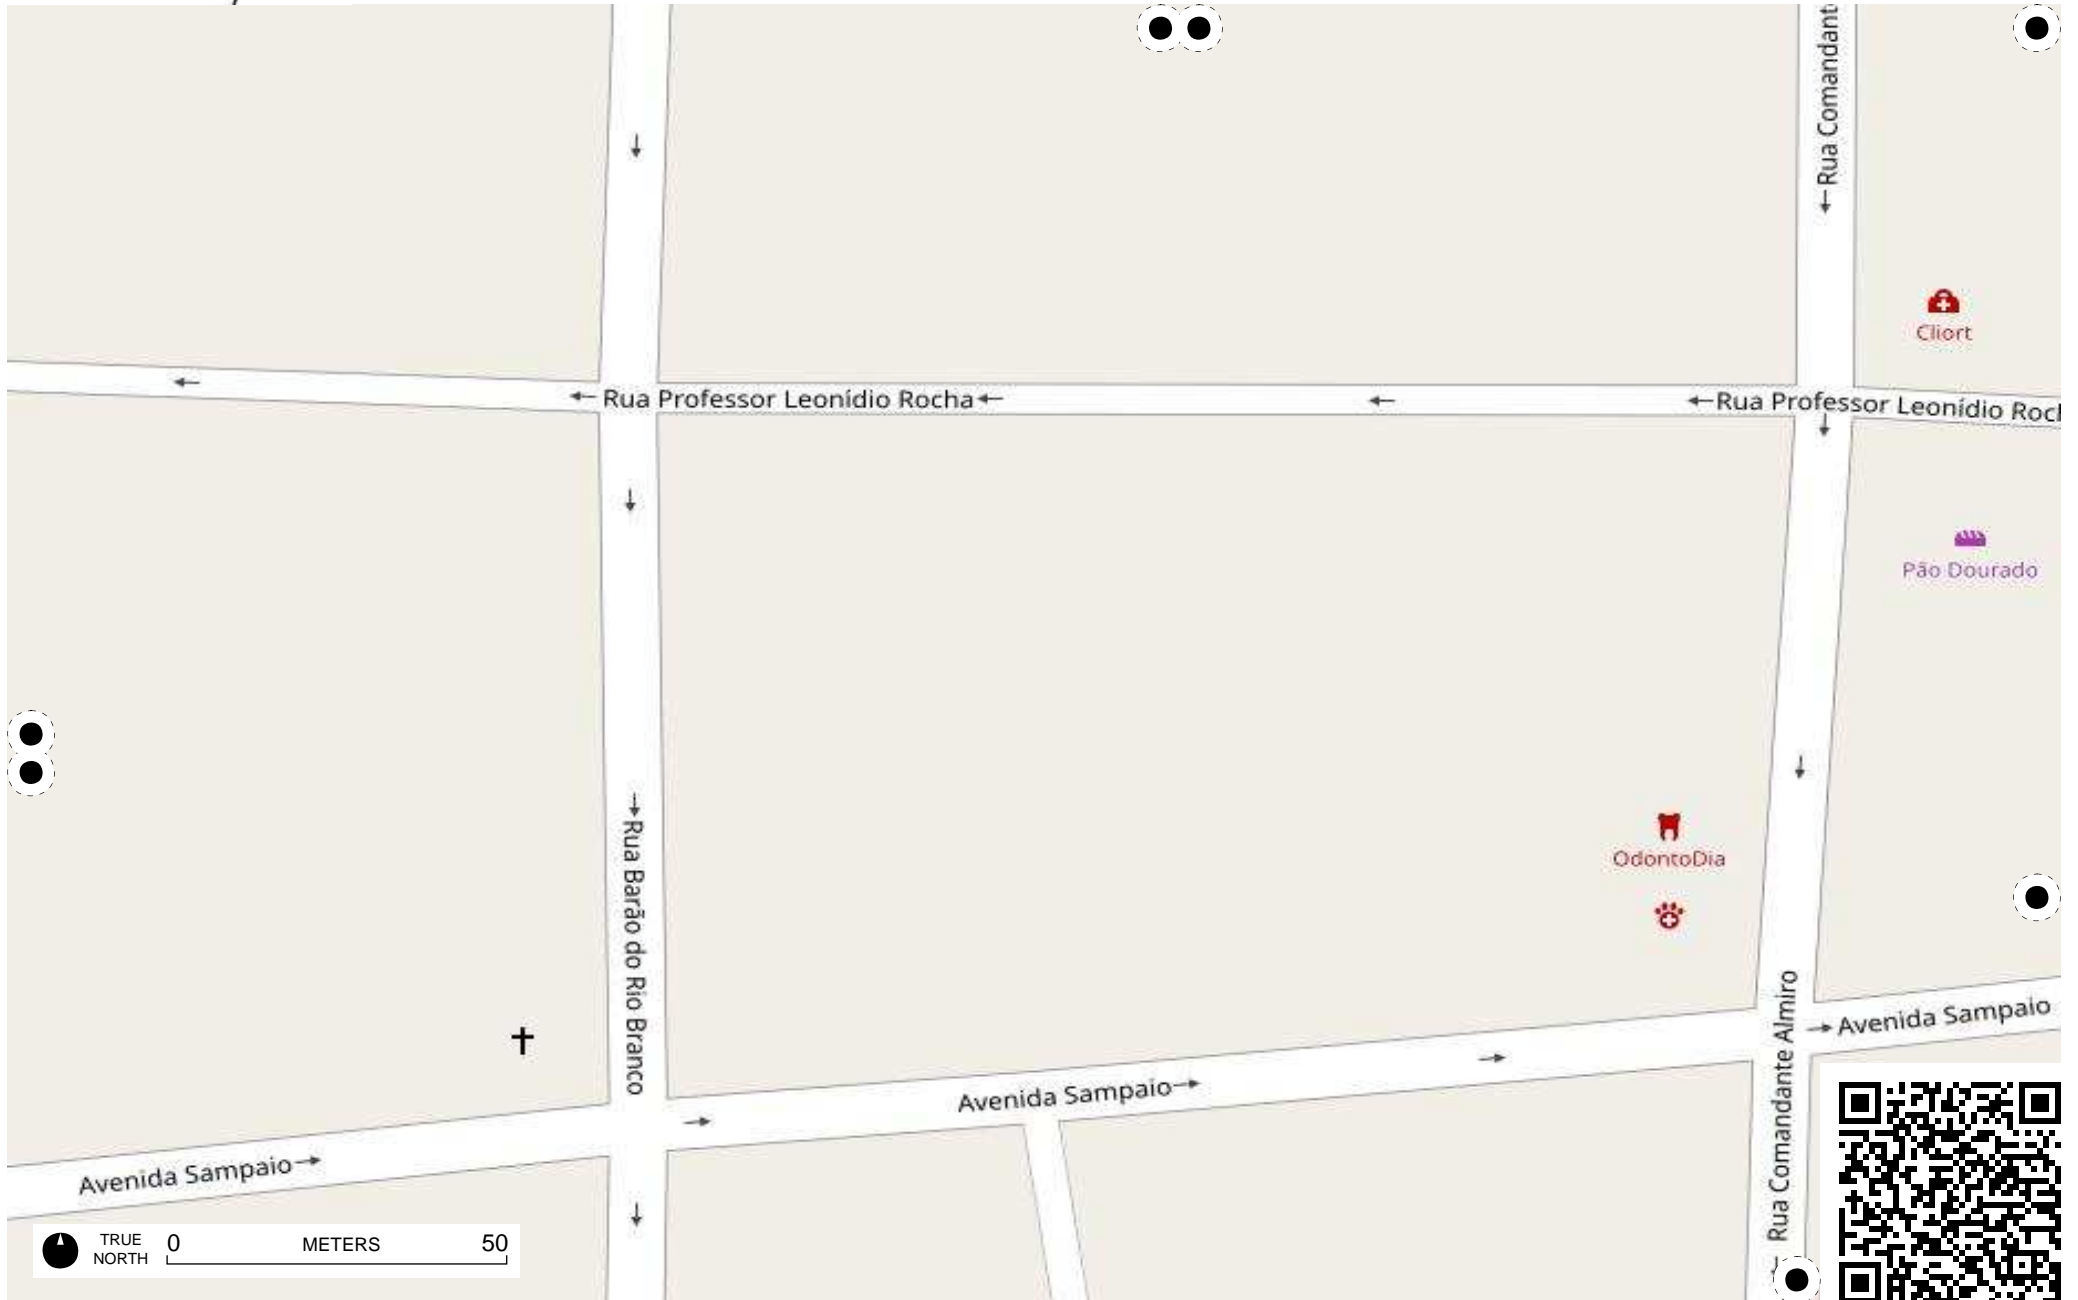 Rua Comandant
Cliort
Rua Professor Leonídio Rocha
Rua Professor Leonídio Roch
Pão Dourado
OdontoDia
Rua Barão do Rio Branco
Rua Comandante Almiro
Avenida Sampaio
Avenida Sampaio
Avenida Sampaio
TRUE
NORTH
0 METERS 50